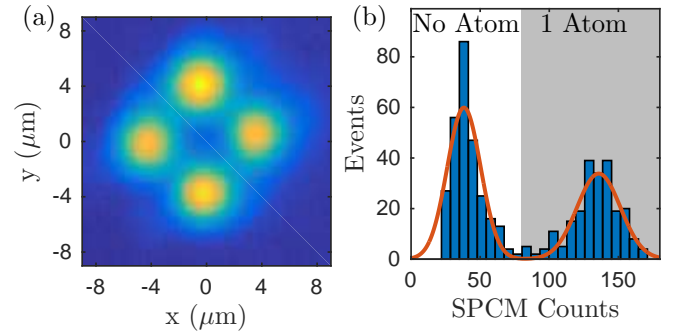 (a)
8
4
0
-4
-8
y (μm)
-8 -4 0 4 8
x (μm)
(b)
No Atom 1 Atom
80
60
40
20
0
Events
0 50 100 150
SPCM Counts